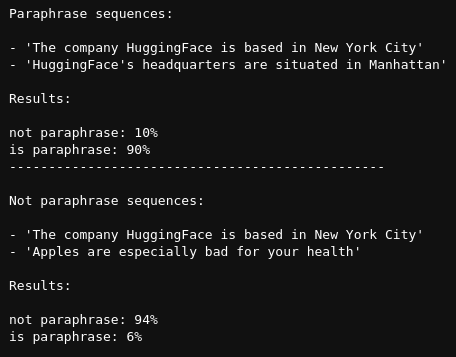 Paraphrase sequences:
- 'The company HuggingFace is based in New York City'
- 'HuggingFace's headquarters are situated in Manhattan'
Results:
not paraphrase: 10%
is paraphrase: 90%
------------------------------------------------
Not paraphrase sequences:
- 'The company HuggingFace is based in New York City'
- 'Apples are especially bad for your health'
Results:
not paraphrase: 94%
is paraphrase: 6%